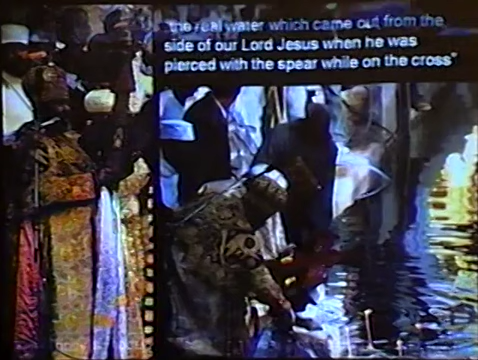 "the real water which came out from the
side of our Lord Jesus when he was
pierced with the spear while on the cross"